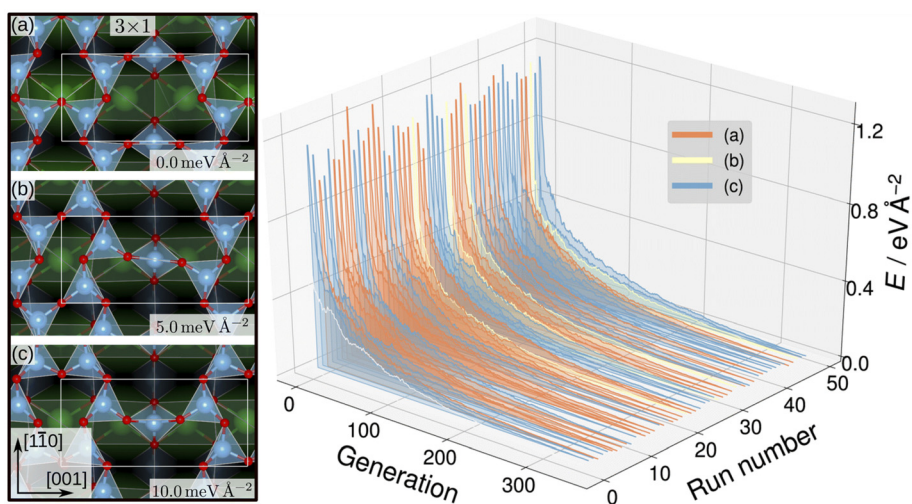 (a)
3×1
0.0 meV Å⁻²
(b)
5.0 meV Å⁻²
(c)
[11̄0]
[001]
10.0 meV Å⁻²
(a)
(b)
(c)
1.2
0.8
0.4
0.0
E / eV Å⁻²
0
100
200
300
Generation
0
10
20
30
40
50
Run number